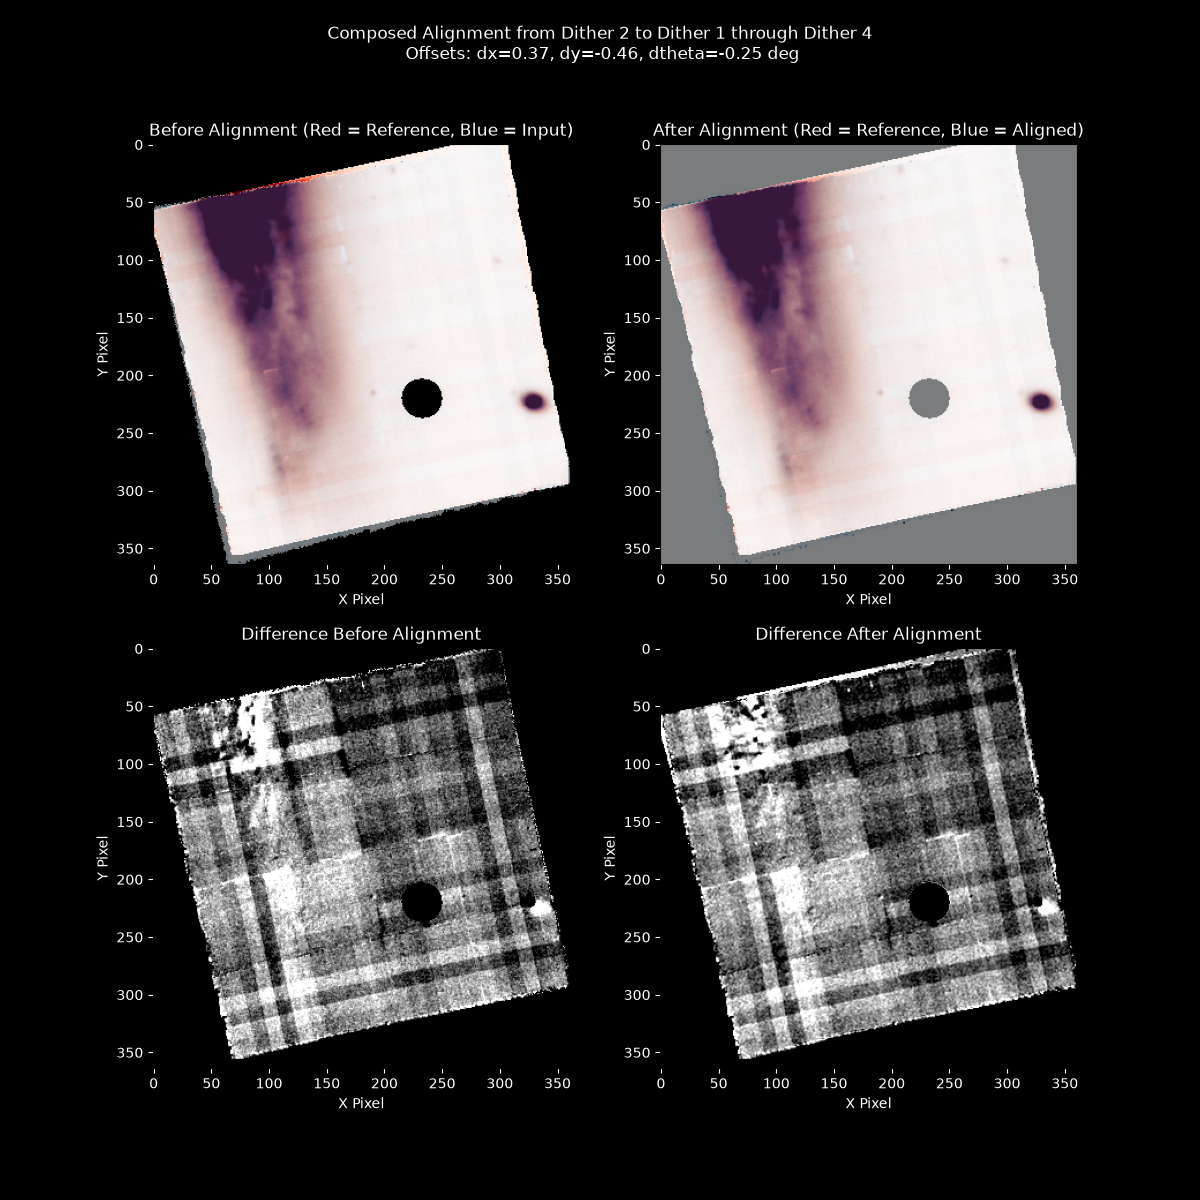 Composed Alignment from Dither 2 to Dither 1 through Dither 4
Offsets: dx=0.37, dy=-0.46, dtheta=-0.25 deg
Before Alignment (Red = Reference, Blue = Input)
0
50
100
150
200
250
300
350
Y Pixel
0 50 100 150 200 250 300 350
X Pixel
After Alignment (Red = Reference, Blue = Aligned)
0
50
100
150
200
250
300
350
Y Pixel
0 50 100 150 200 250 300 350
X Pixel
Difference Before Alignment
0
50
100
150
200
250
300
350
Y Pixel
0 50 100 150 200 250 300 350
X Pixel
Difference After Alignment
0
50
100
150
200
250
300
350
Y Pixel
0 50 100 150 200 250 300 350
X Pixel